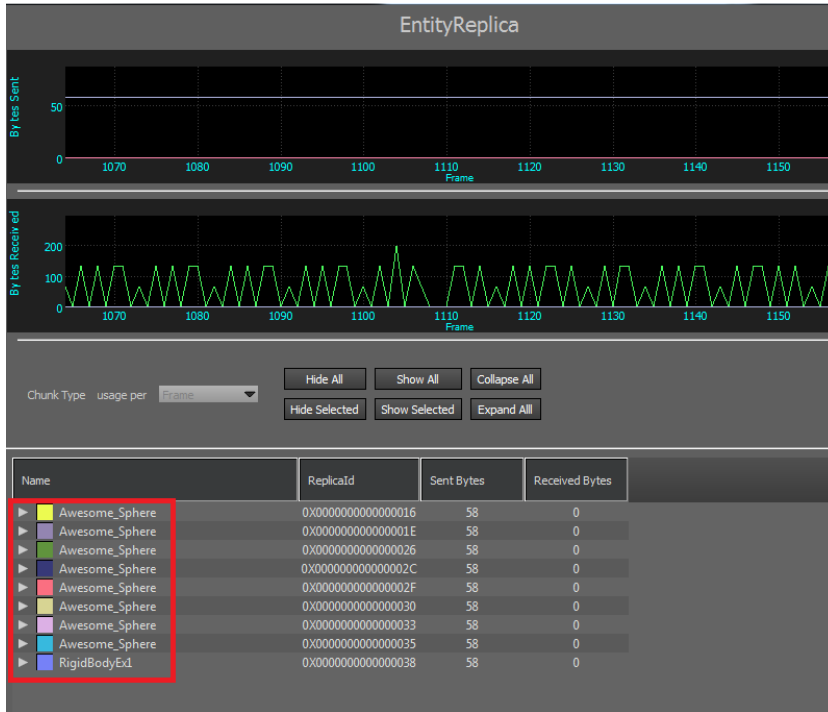 EntityReplica
Bytes Sent
50
0
1070 1080 1090 1100 1110 1120 1130 1140 1150
Frame
Bytes Received
200
100
0
1070 1080 1090 1100 1110 1120 1130 1140 1150
Frame
Chunk Type usage per Frame
Hide All Show All Collapse All
Hide Selected Show Selected Expand Alll
Name ReplicaId Sent Bytes Received Bytes
Awesome_Sphere 0X0000000000000016 58 0
Awesome_Sphere 0X000000000000001E 58 0
Awesome_Sphere 0X0000000000000026 58 0
Awesome_Sphere 0X000000000000002C 58 0
Awesome_Sphere 0X000000000000002F 58 0
Awesome_Sphere 0X0000000000000030 58 0
Awesome_Sphere 0X0000000000000033 58 0
Awesome_Sphere 0X0000000000000035 58 0
RigidBodyEx1 0X0000000000000038 58 0